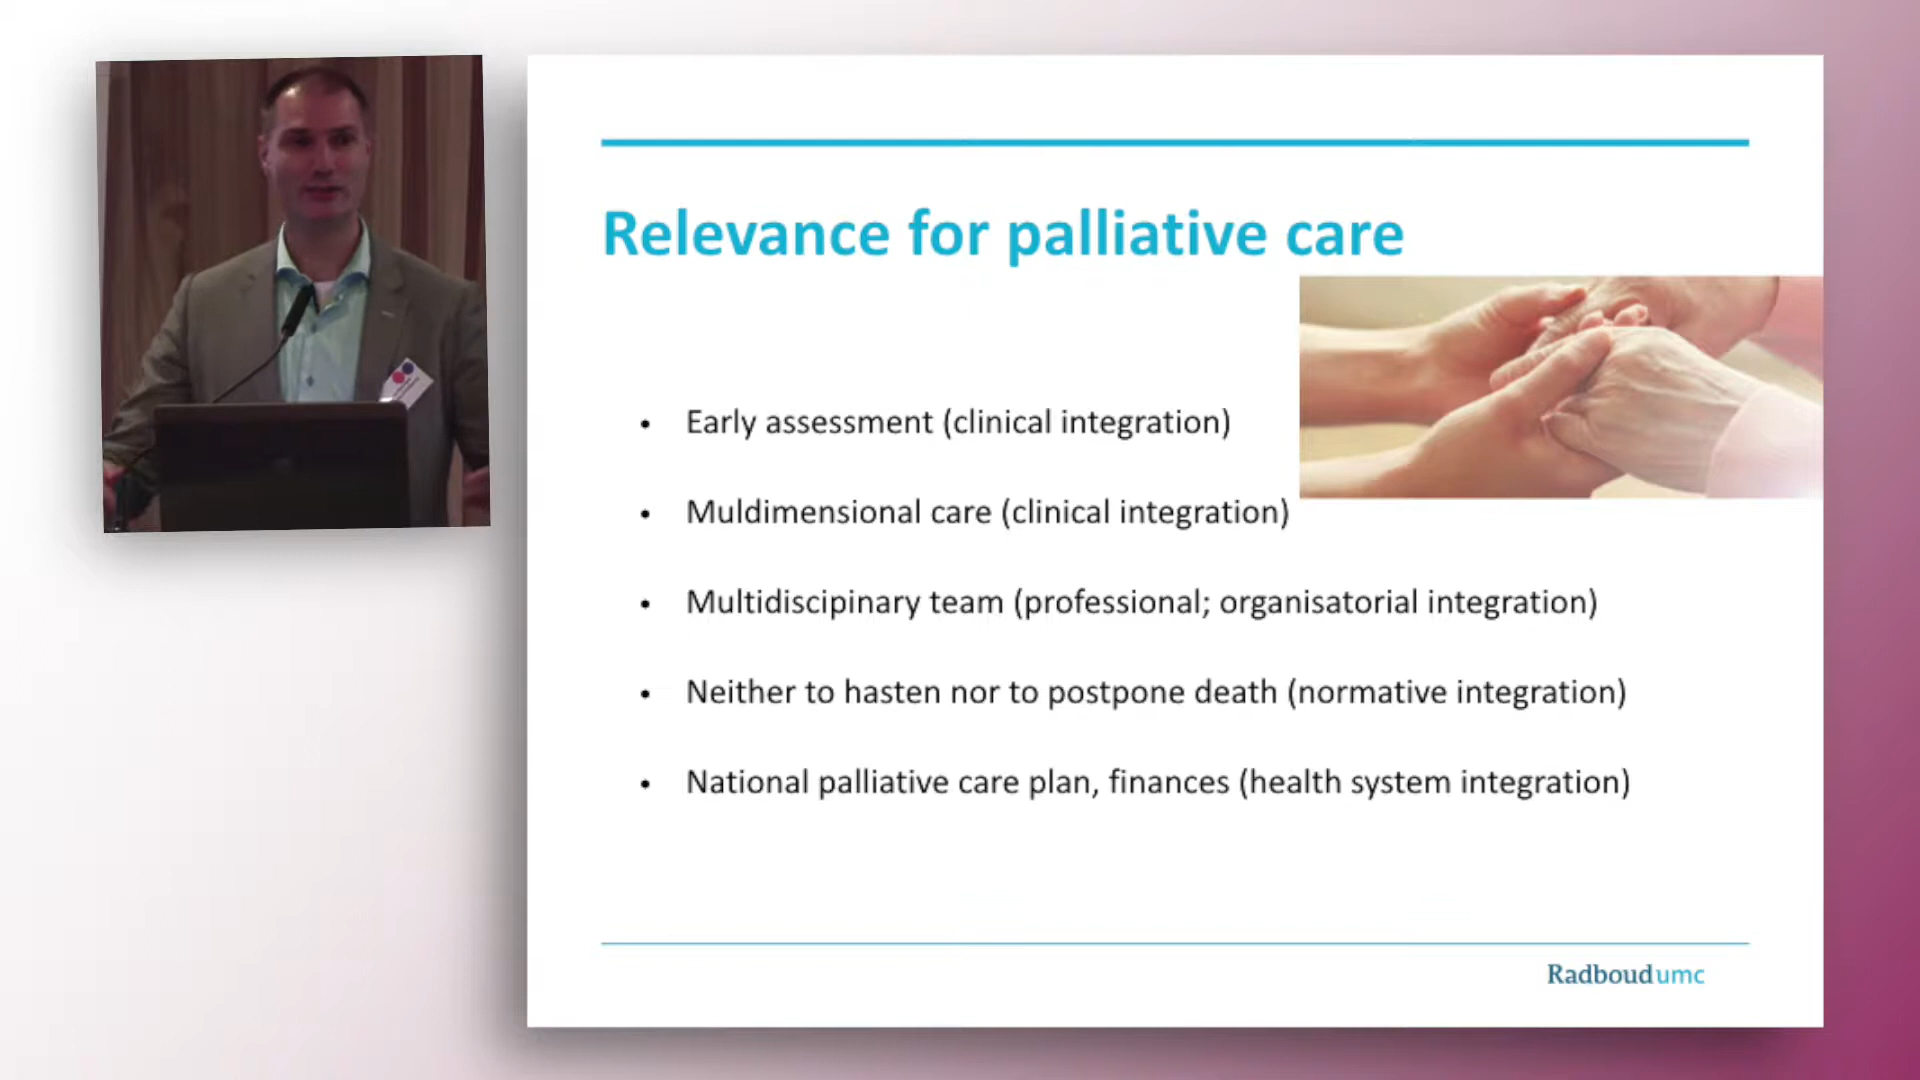 Relevance for palliative care
• Early assessment (clinical integration)
• Muldimensional care (clinical integration)
• Multidiscipinary team (professional; organisatorial integration)
• Neither to hasten nor to postpone death (normative integration)
• National palliative care plan, finances (health system integration)
Radboudumc